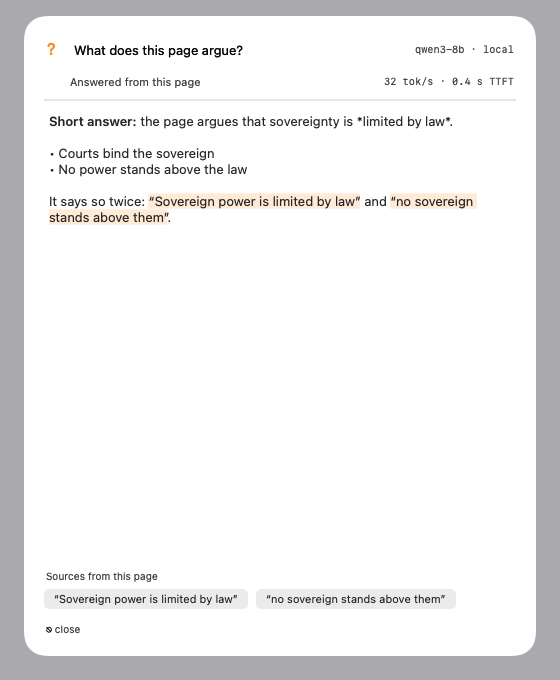 ? What does this page argue? qwen3-8b · local
Answered from this page 32 tok/s · 0.4 s TTFT
Short answer: the page argues that sovereignty is *limited by law*.
• Courts bind the sovereign
• No power stands above the law
It says so twice: “Sovereign power is limited by law” and “no sovereign
stands above them”.
Sources from this page
“Sovereign power is limited by law” “no sovereign stands above them”
⎋ close